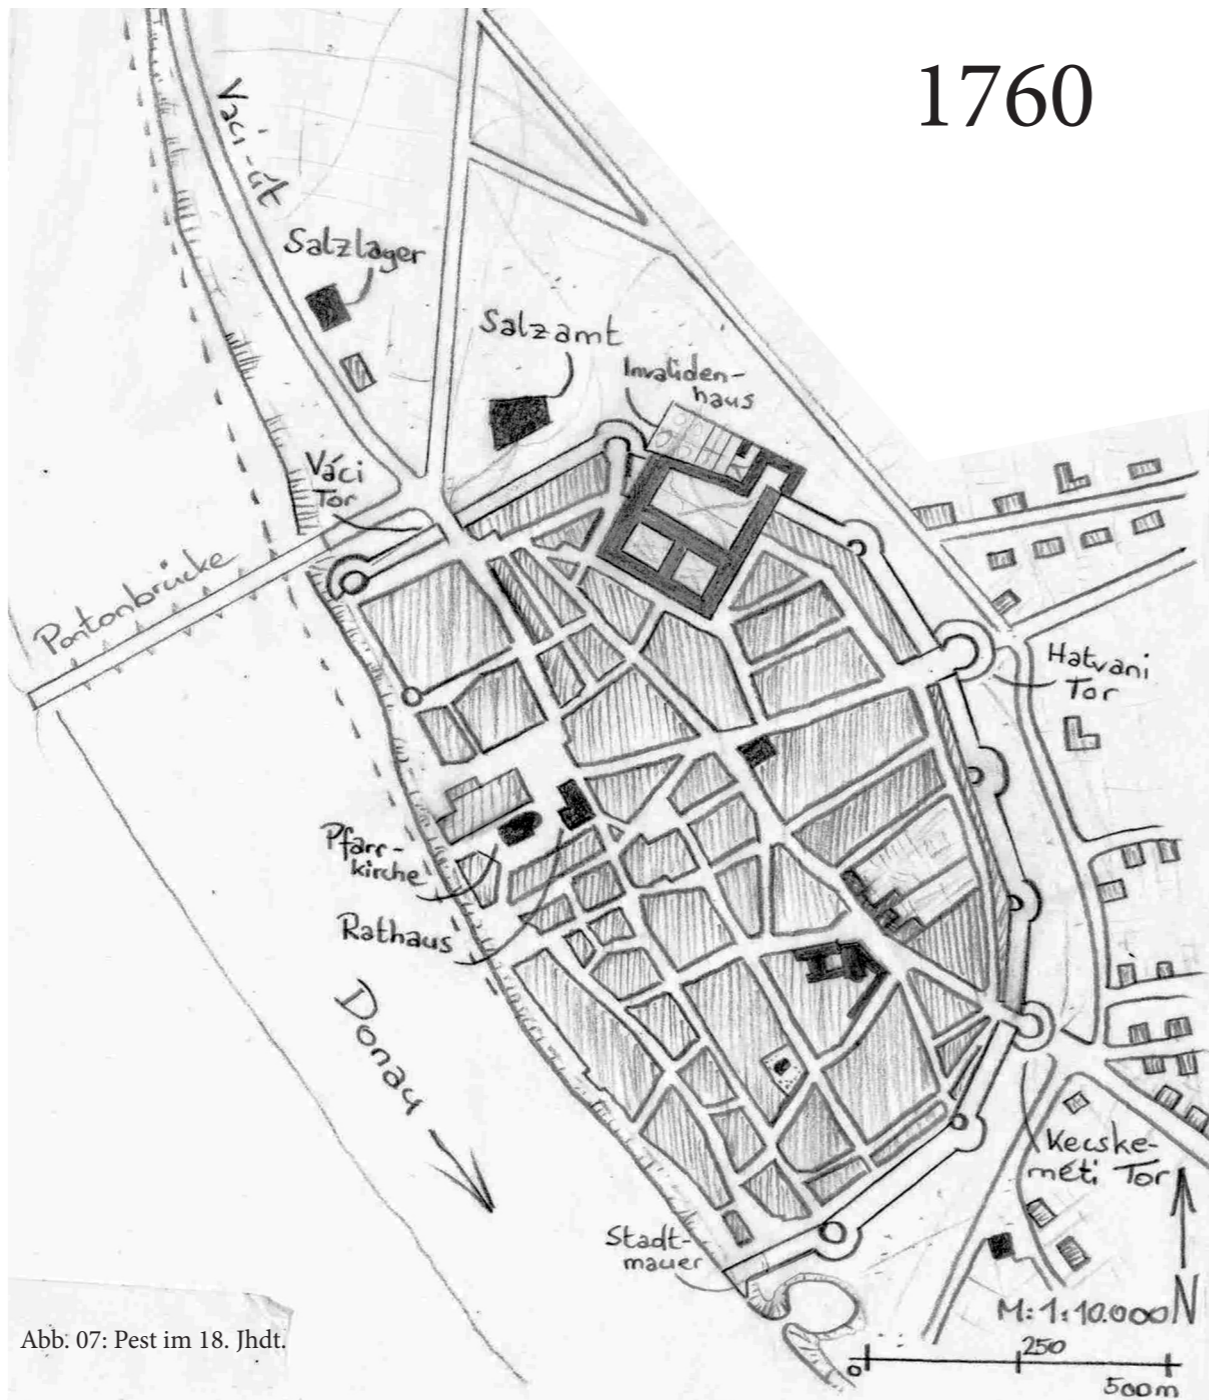 1760
Vaci-út
Salzlager
Salzamt
Invaliden-
haus
Váci
Tor
Pontonbrücke
Hatvani
Tor
Pfarr-
kirche
Rathaus
Donau
Kecske-
méti Tor
Stadt-
mauer
N
M: 1:10.000
0
250
500m
Abb. 07: Pest im 18. Jhdt.